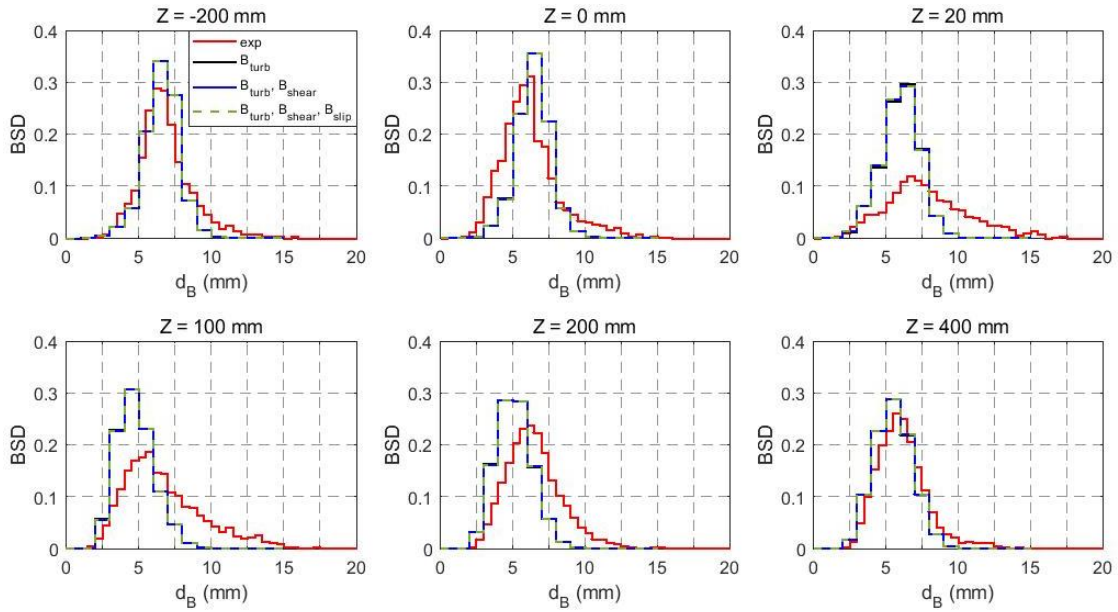 Z = -200 mm
0.4
0.3
0.2
0.1
0
BSD
exp
B_turb
B_turb, B_shear
B_turb, B_shear, B_slip
0 5 10 15 20
d_B (mm)
Z = 0 mm
0.4
0.3
0.2
0.1
0
BSD
0 5 10 15 20
d_B (mm)
Z = 20 mm
0.4
0.3
0.2
0.1
0
BSD
0 5 10 15 20
d_B (mm)
Z = 100 mm
0.4
0.3
0.2
0.1
0
BSD
0 5 10 15 20
d_B (mm)
Z = 200 mm
0.4
0.3
0.2
0.1
0
BSD
0 5 10 15 20
d_B (mm)
Z = 400 mm
0.4
0.3
0.2
0.1
0
BSD
0 5 10 15 20
d_B (mm)